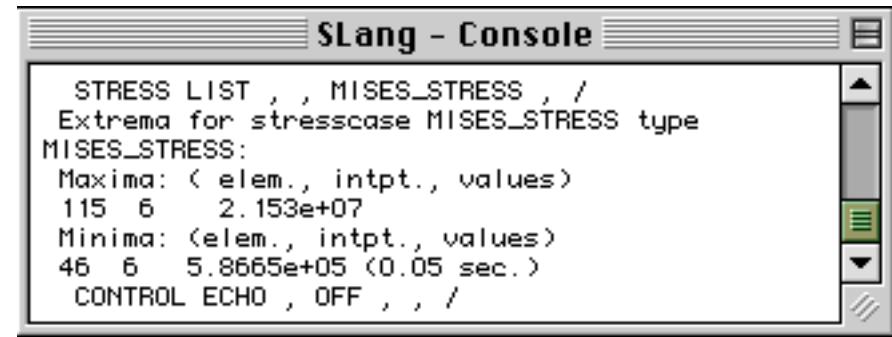 SLang - Console
STRESS LIST , , MISES_STRESS , /
Extrema for stresscase MISES_STRESS type
MISES_STRESS:
Maxima: ( elem., intpt., values)
115 6 2.153e+07
Minima: (elem., intpt., values)
46 6 5.8665e+05 (0.05 sec.)
CONTROL ECHO , OFF , , /